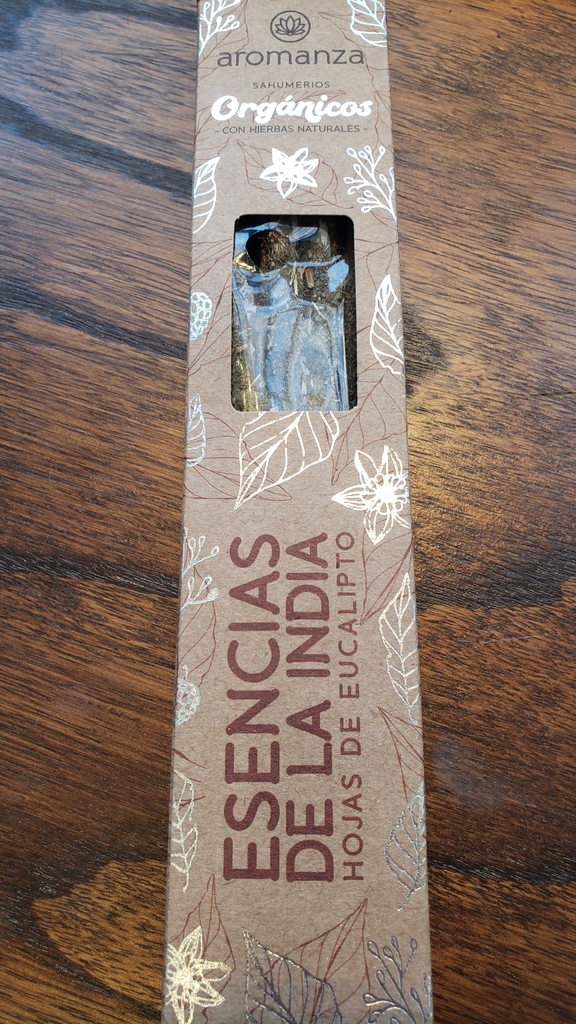 aromanza
SAHUMERIOS
Orgánicos
- CON HIERBAS NATURALES -
ESENCIAS
DE LA INDIA
HOJAS DE EUCALIPTO